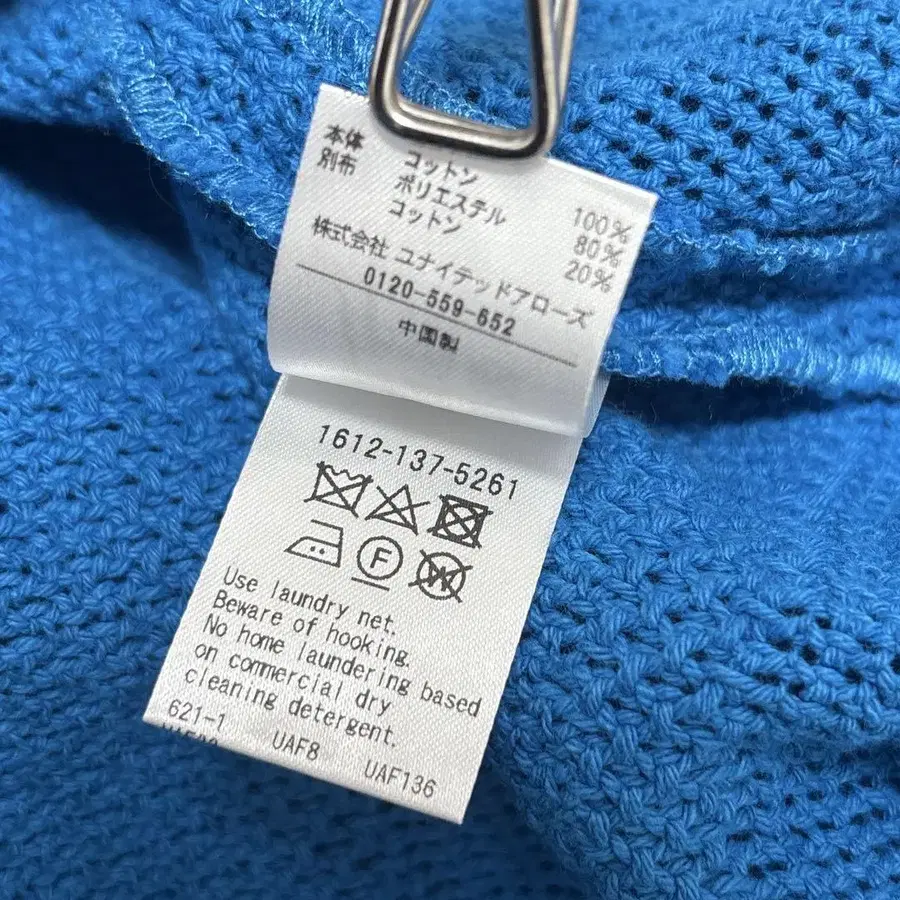 本体 コットン 100%
別布 ポリエステル 80%
コットン 20%
株式会社 ユナイテッドアローズ
0120-559-652
中国製
1612-137-5261
F
W
Use laundry net.
Beware of hooking.
No home laundering based
on commercial dry
cleaning detergent.
621-1 UAF8 UAF136